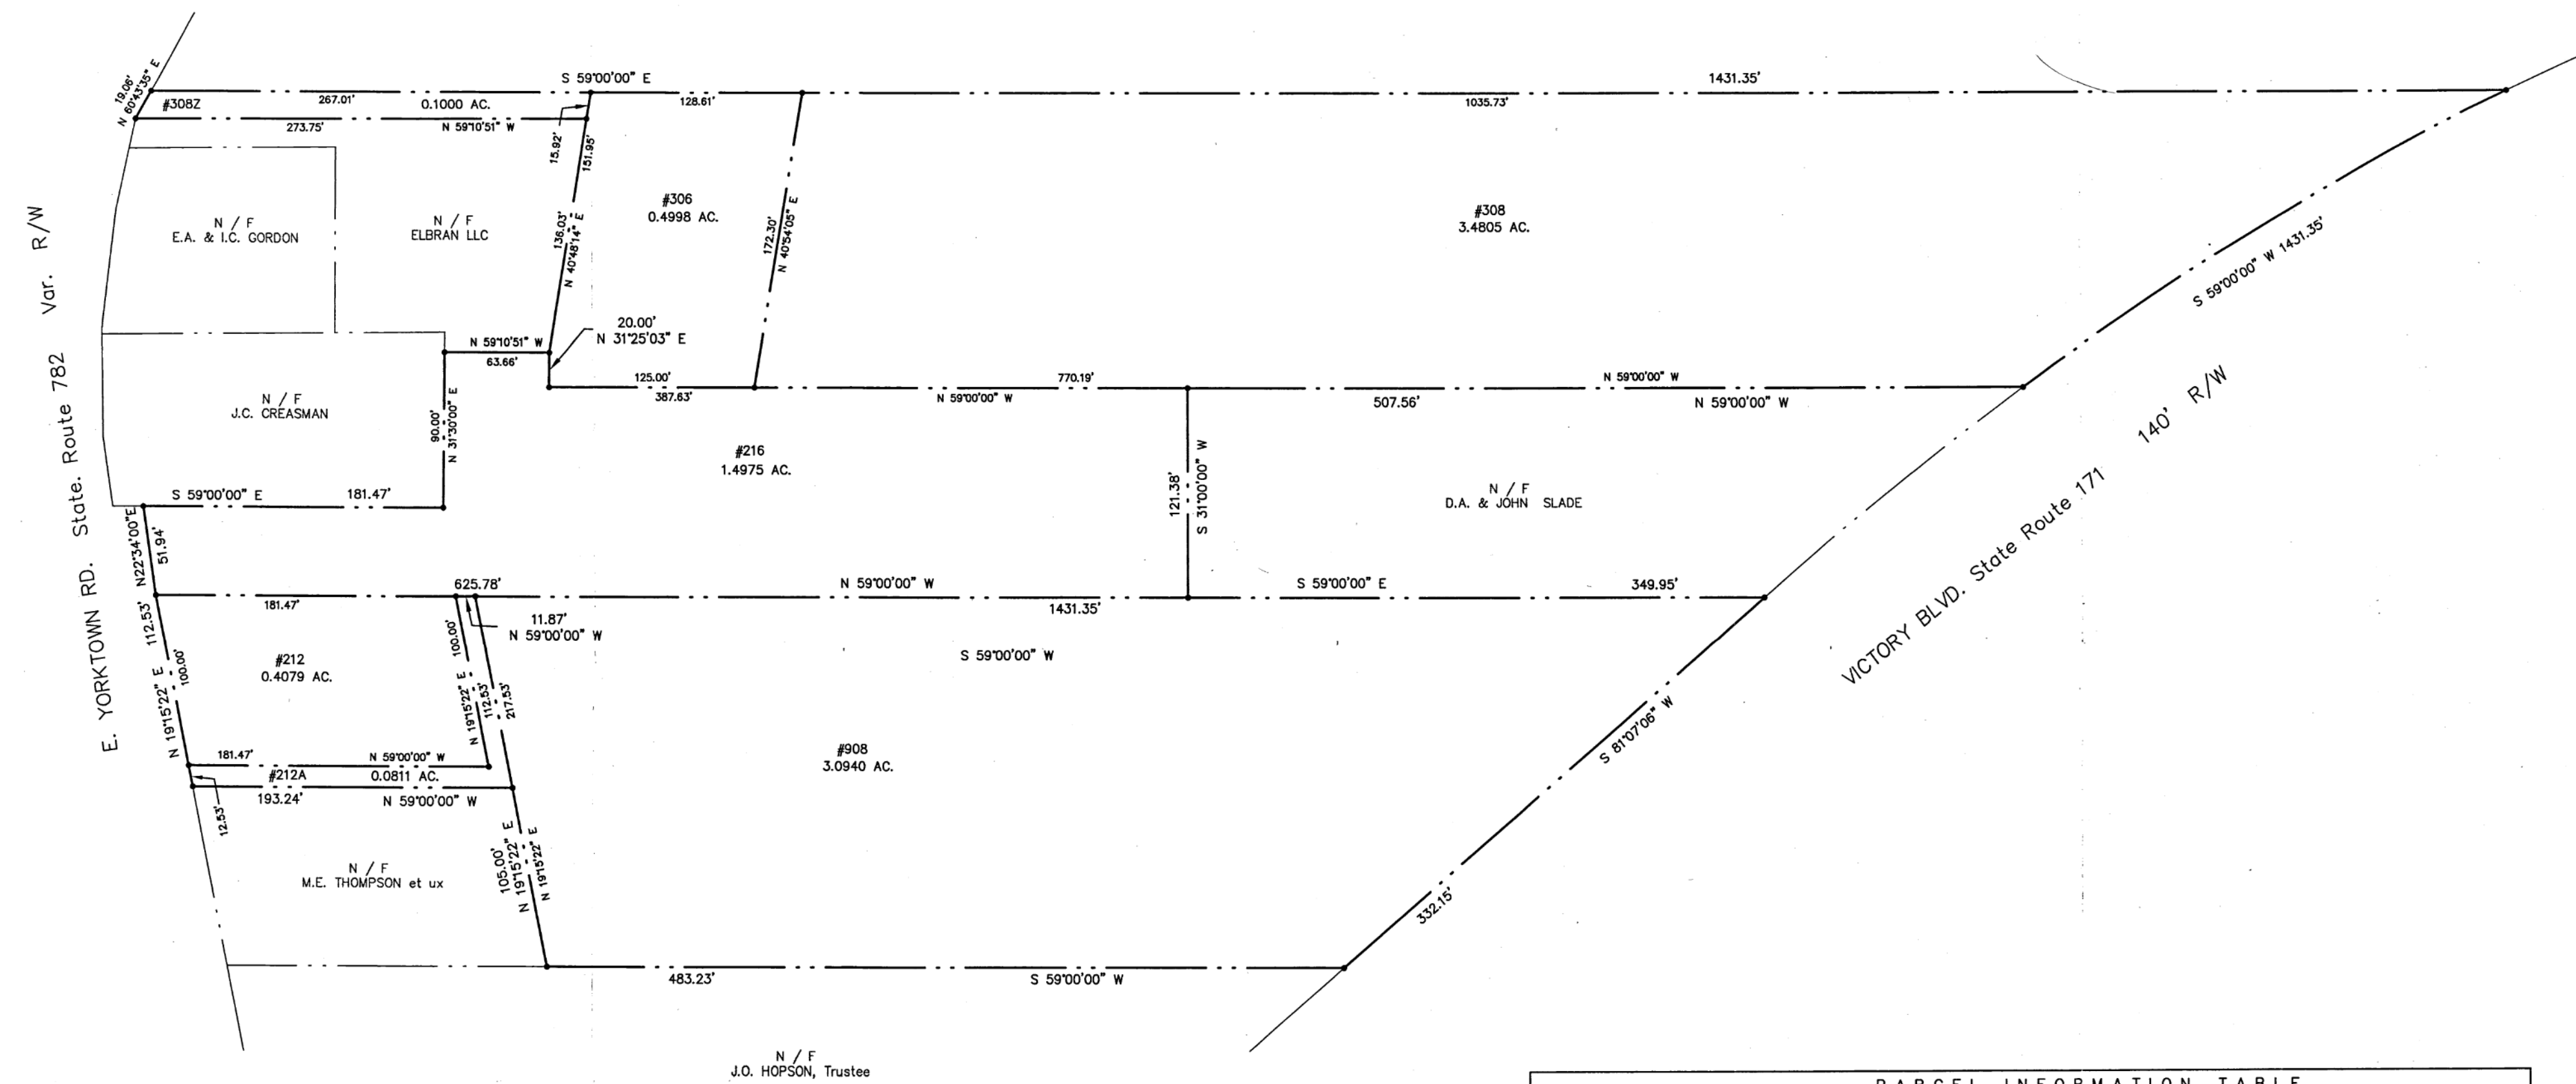 S 59°00'00" E
1431.35'
19.06'
N 60°43'35" E
#308Z
267.01'
0.1000 AC.
128.61'
1035.73'
273.75'
N 59°10'51" W
15.92'
151.95'
#306
0.4998 AC.
#308
3.4805 AC.
N / F
E.A. & I.C. GORDON
N / F
ELBRAN LLC
136.03'
N 40°48'14" E
172.30'
N 40°54'05" E
S 59°00'00" W 1431.35'
20.00'
N 31°25'03" E
N 59°10'51" W
63.66'
125.00'
387.63'
770.19'
N 59°00'00" W
N 59°00'00" W
507.56'
N 59°00'00" W
E. YORKTOWN RD. State. Route 782 Var. R/W
N / F
J.C. CREASMAN
90.00'
N 31°30'00" E
#216
1.4975 AC.
121.38'
S 31°00'00" W
N / F
D.A. & JOHN SLADE
VICTORY BLVD. State Route 171 140' R/W
S 59°00'00" E
181.47'
N22°34'00"E
51.94'
625.78'
N 59°00'00" W
S 59°00'00" E
349.95'
181.47'
1431.35'
11.87'
N 59°00'00" W
112.53'
N 19°15'22" E
100.00'
#212
0.4079 AC.
100.00'
N 19°15'22" E
112.53'
217.53'
S 59°00'00" W
#908
3.0940 AC.
S 81°07'06" W
332.15'
181.47'
N 59°00'00" W
#212A
0.0811 AC.
193.24'
N 59°00'00" W
12.53'
N / F
M.E. THOMPSON et ux
105.00'
N 19°15'22" E
N 19°15'22" E
483.23'
S 59°00'00" W
N / F
J.O. HOPSON, Trustee
PARCEL INFORMATION TABLE